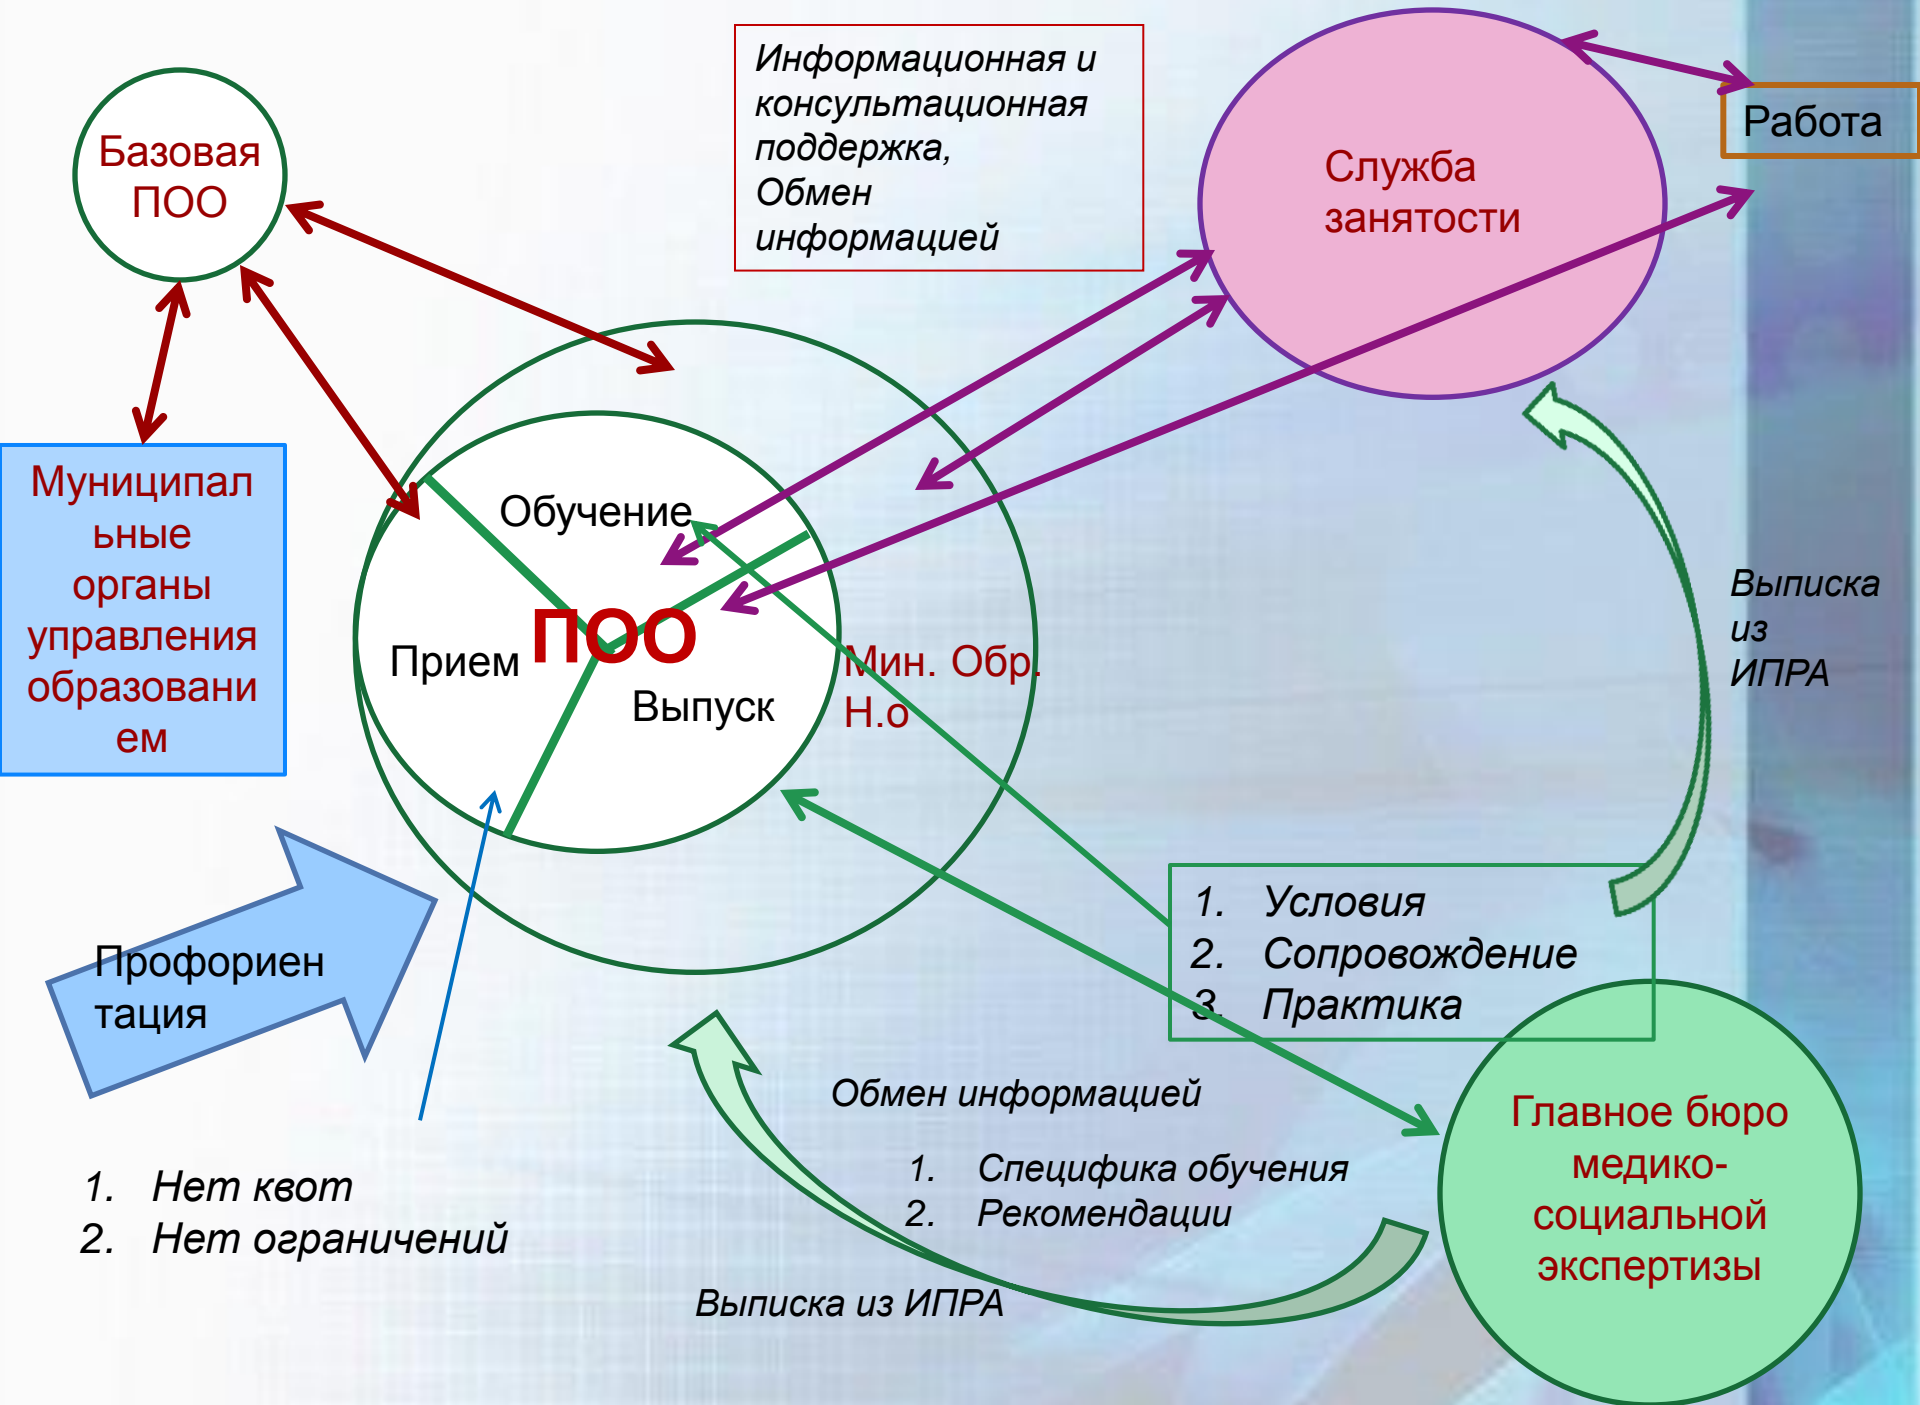 Информационная и
консультационная
поддержка,
Обмен
информацией
Базовая
ПОО
Служба
занятости
Работа
Муниципал
ьные
органы
управления
образовани
ем
Обучение
Прием
ПОО
Выпуск
Мин. Обр.
Н.о
Выписка
из
ИПРА
Профориен
тация
1. Условия
2. Сопровождение
3. Практика
Обмен информацией
1. Специфика обучения
2. Рекомендации
Главное бюро
медико-
социальной
экспертизы
1. Нет квот
2. Нет ограничений
Выписка из ИПРА